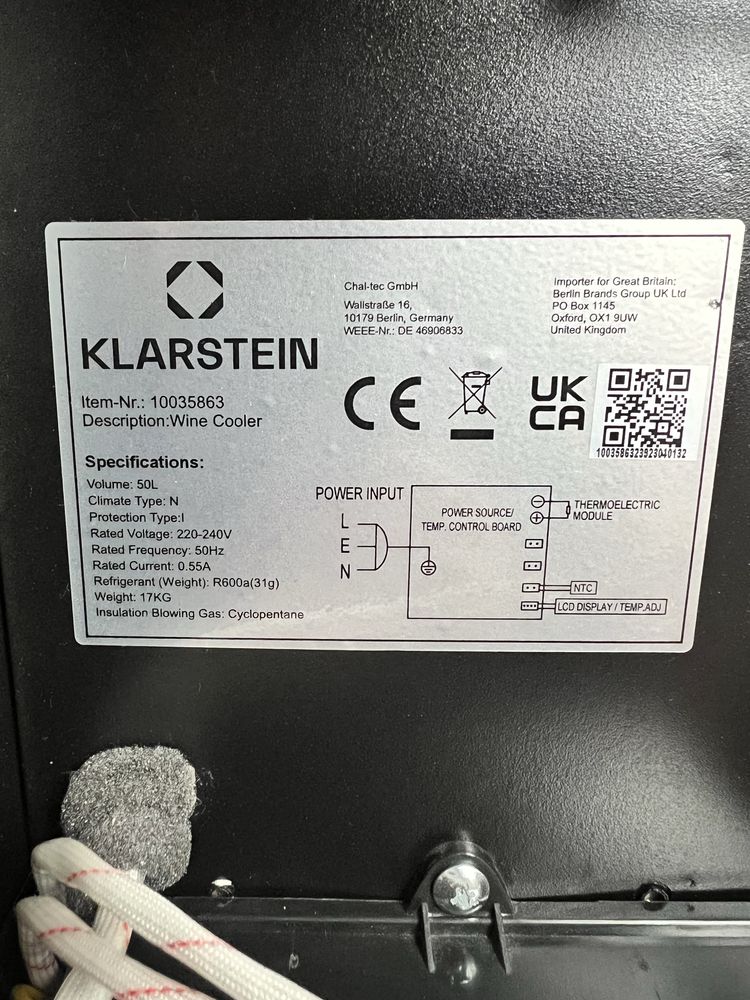 KLARSTEIN
Item-Nr.: 10035863
Description:Wine Cooler
Chal-tec GmbH
Wallstraße 16,
10179 Berlin, Germany
WEEE-Nr.: DE 46906833
Importer for Great Britain:
Berlin Brands Group UK Ltd
PO Box 1145
Oxford, OX1 9UW
United Kingdom
CE
UK
CA
1003586323923040132
Specifications:
Volume: 50L
Climate Type: N
Protection Type:I
Rated Voltage: 220-240V
Rated Frequency: 50Hz
Rated Current: 0.55A
Refrigerant (Weight): R600a(31g)
Weight: 17KG
Insulation Blowing Gas: Cyclopentane
POWER INPUT
L
E
N
POWER SOURCE/
TEMP. CONTROL BOARD
THERMOELECTRIC
MODULE
NTC
LCD DISPLAY / TEMP.ADJ